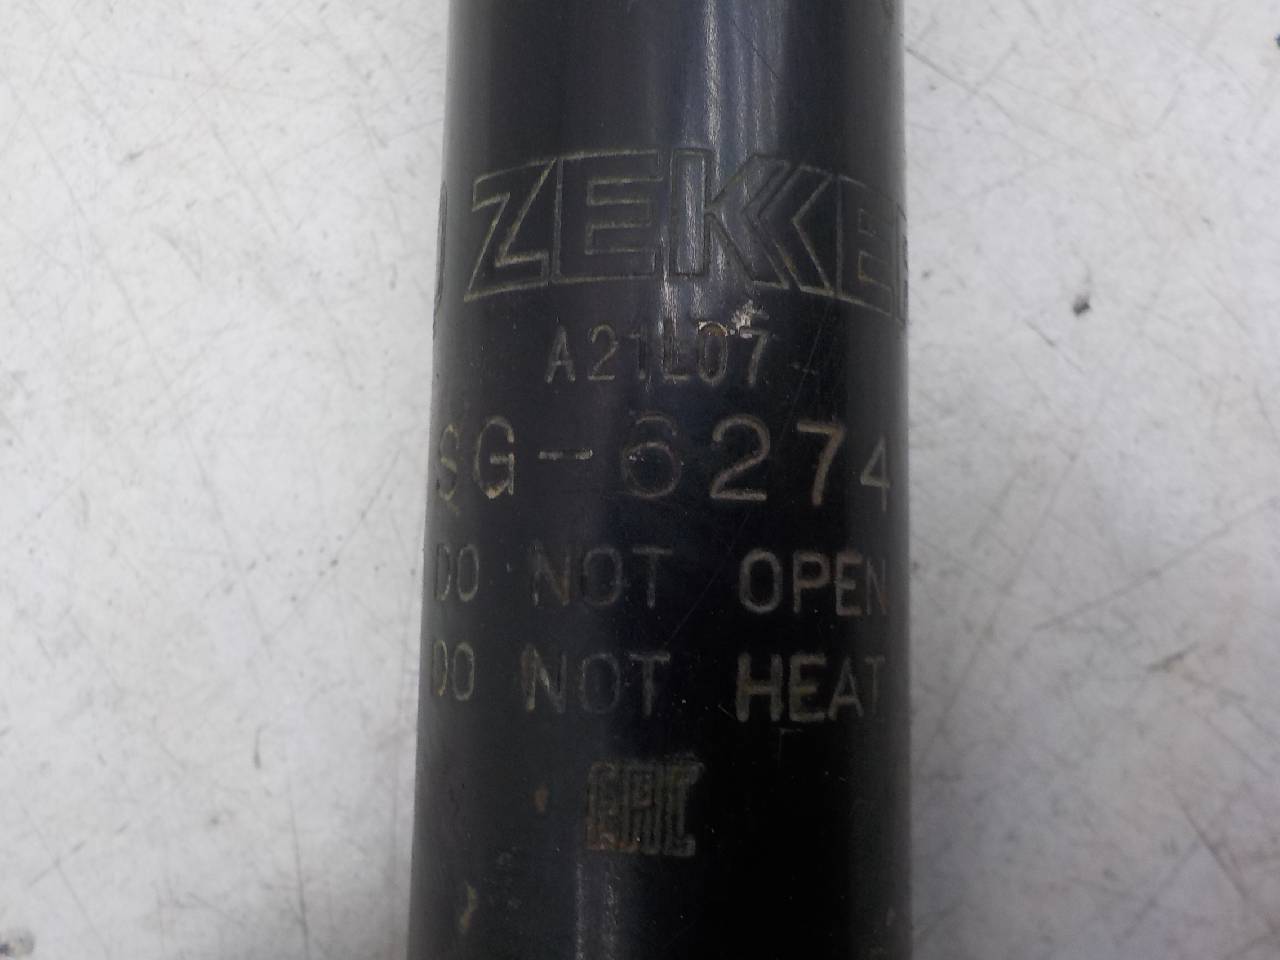 ZEKKE
A21L07
SG-6274
DO NOT OPEN
DO NOT HEAT